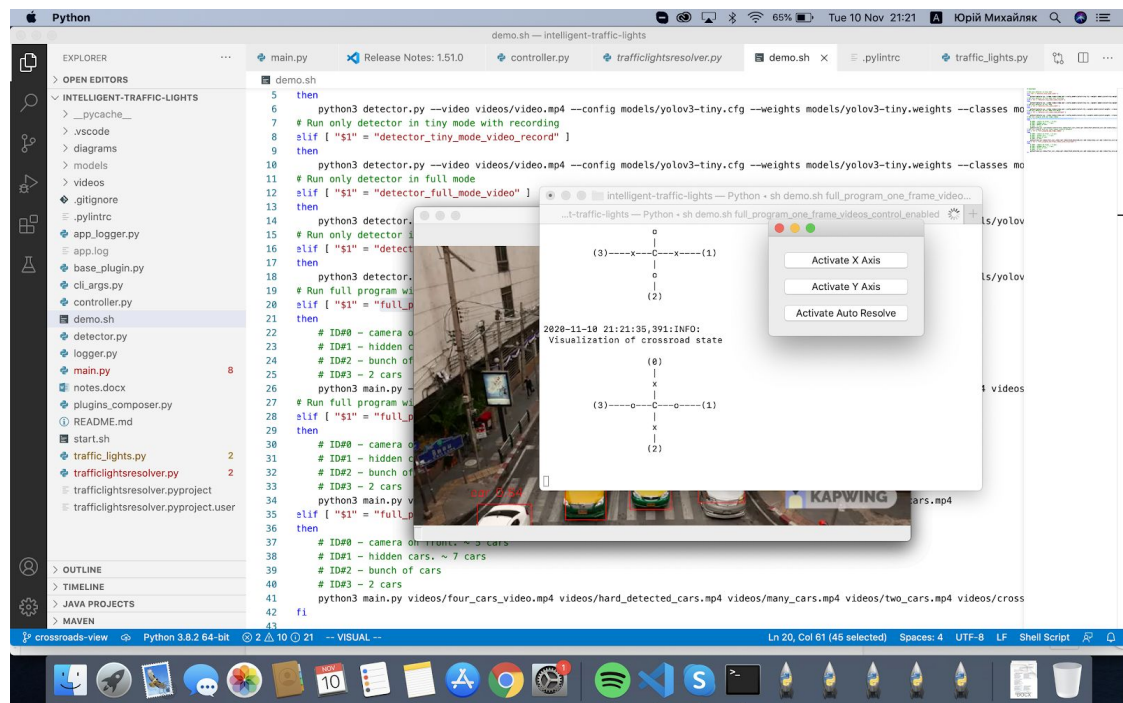 Python
65%
Tue 10 Nov 21:21
A
Юрій Михайляк
demo.sh — intelligent-traffic-lights
EXPLORER
main.py
Release Notes: 1.51.0
controller.py
trafficlightsresolver.py
demo.sh
.pylintrc
traffic_lights.py
OPEN EDITORS
INTELLIGENT-TRAFFIC-LIGHTS
__pycache__
.vscode
diagrams
models
videos
.gitignore
.pylintrc
app_logger.py
app.log
base_plugin.py
cli_args.py
controller.py
demo.sh
detector.py
logger.py
main.py 8
notes.docx
plugins_composer.py
README.md
start.sh
traffic_lights.py 2
trafficlightsresolver.py 2
trafficlightsresolver.pyproject
trafficlightsresolver.pyproject.user
OUTLINE
TIMELINE
JAVA PROJECTS
MAVEN
demo.sh
5 then
6 python3 detector.py --video videos/video.mp4 --config models/yolov3-tiny.cfg --weights models/yolov3-tiny.weights --classes mo
7 # Run only detector in tiny mode with recording
8 elif [ "$1" = "detector_tiny_mode_video_record" ]
9 then
10 python3 detector.py --video videos/video.mp4 --config models/yolov3-tiny.cfg --weights models/yolov3-tiny.weights --classes mo
11 # Run only detector in full mode
12 elif [ "$1" = "detector_full_mode_video" ]
13 then
14 python3 detector. ls/yolov
15 # Run only detector i
16 elif [ "$1" = "detect
17 then
18 python3 detector. ls/yolov
19 # Run full program wi
20 elif [ "$1" = "full_p
21 then
22 # ID#0 – camera o
23 # ID#1 – hidden c
24 # ID#2 – bunch of
25 # ID#3 – 2 cars
26 python3 main.py – 4 videos
27 # Run full program wi
28 elif [ "$1" = "full_p
29 then
30 # ID#0 – camera o
31 # ID#1 – hidden c
32 # ID#2 – bunch of
33 # ID#3 – 2 cars
34 python3 main.py v cars.mp4
35 elif [ "$1" = "full_p
36 then
37 # ID#0 – camera on front. ~ 5 cars
38 # ID#1 – hidden cars. ~ 7 cars
39 # ID#2 – bunch of cars
40 # ID#3 – 2 cars
41 python3 main.py videos/four_cars_video.mp4 videos/hard_detected_cars.mp4 videos/many_cars.mp4 videos/two_cars.mp4 videos/cross
42 fi
43
intelligent-traffic-lights — Python • sh demo.sh full_program_one_frame_video...
...t-traffic-lights — Python • sh demo.sh full_program_one_frame_videos_control_enabled
o
|
(3)----x---C---x----(1)
|
o
|
(2)
2020-11-10 21:21:35,391:INFO:
Visualization of crossroad state
(0)
|
x
|
(3)----o---C---o----(1)
|
x
|
(2)
Activate X Axis
Activate Y Axis
Activate Auto Resolve
KAPWING
crossroads-view
Python 3.8.2 64-bit
2
10
21
-- VISUAL --
Ln 20, Col 61 (45 selected)
Spaces: 4
UTF-8
LF
Shell Script
NOV
10
1
DOCX